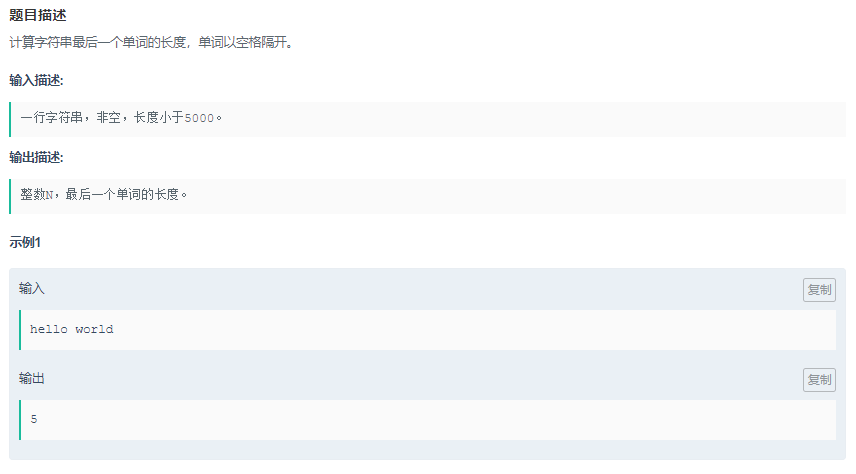 题目描述
计算字符串最后一个单词的长度，单词以空格隔开。
输入描述:
一行字符串，非空，长度小于5000。
输出描述:
整数N，最后一个单词的长度。
示例1
输入
复制
hello world
输出
复制
5